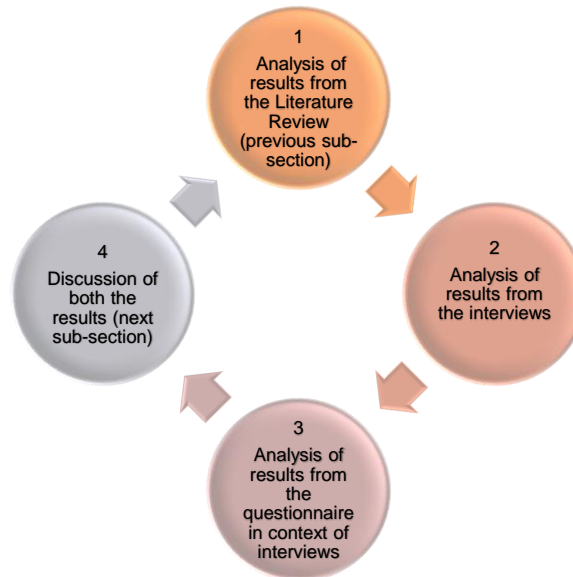 1
Analysis of
results from
the Literature
Review
(previous sub-
section)
2
Analysis of
results from
the interviews
3
Analysis of
results from
the
questionnaire
in context of
interviews
4
Discussion of
both the
results (next
sub-section)